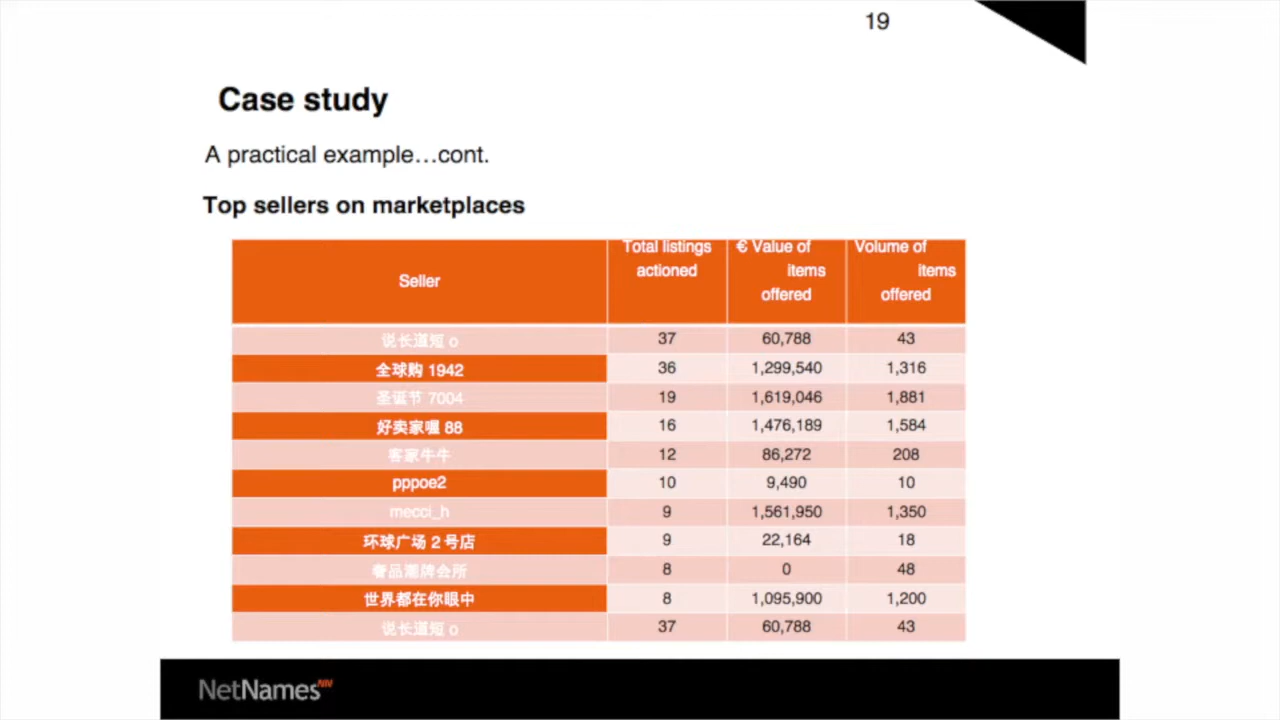 19
Case study
A practical example…cont.
Top sellers on marketplaces
Seller Total listings actioned € Value of items offered Volume of items offered
说长道短 o 37 60,788 43
全球购 1942 36 1,299,540 1,316
圣诞节 7004 19 1,619,046 1,881
好卖家喔 88 16 1,476,189 1,584
客家牛牛 12 86,272 208
pppoe2 10 9,490 10
mecci_h 9 1,561,950 1,350
环球广场 2 号店 9 22,164 18
奢品潮牌会所 8 0 48
世界都在你眼中 8 1,095,900 1,200
说长道短 o 37 60,788 43
NetNames